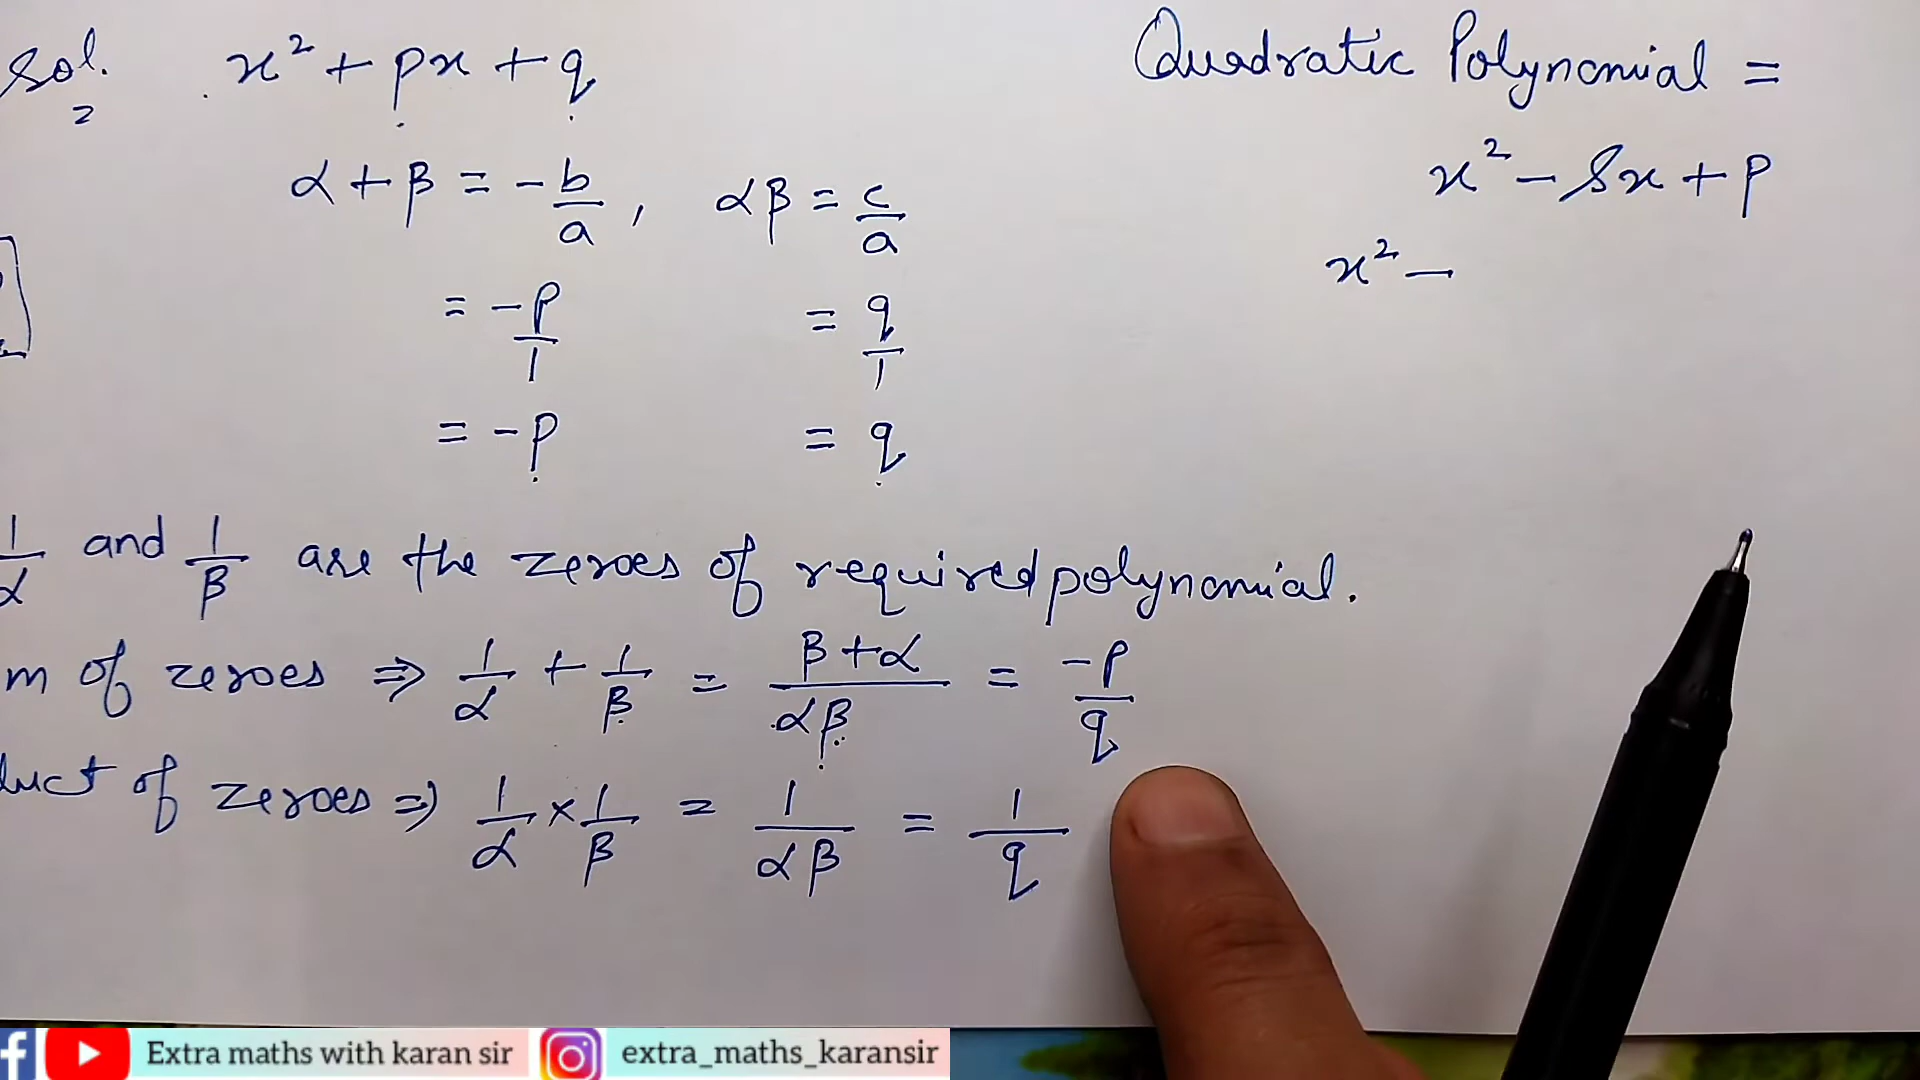 Sol. x² + px + q
2
α + β = -b/a , αβ = c/a
= -p/1 = q/1
= -p = q
1/α and 1/β are the zeroes of required polynomial.
m of zeroes ⇒ 1/α + 1/β = β+α/αβ = -p/q
duct of zeroes ⇒ 1/α × 1/β = 1/αβ = 1/q
Quadratic Polynomial =
x² - Sx + P
x² -
Extra maths with karan sir
extra_maths_karansir